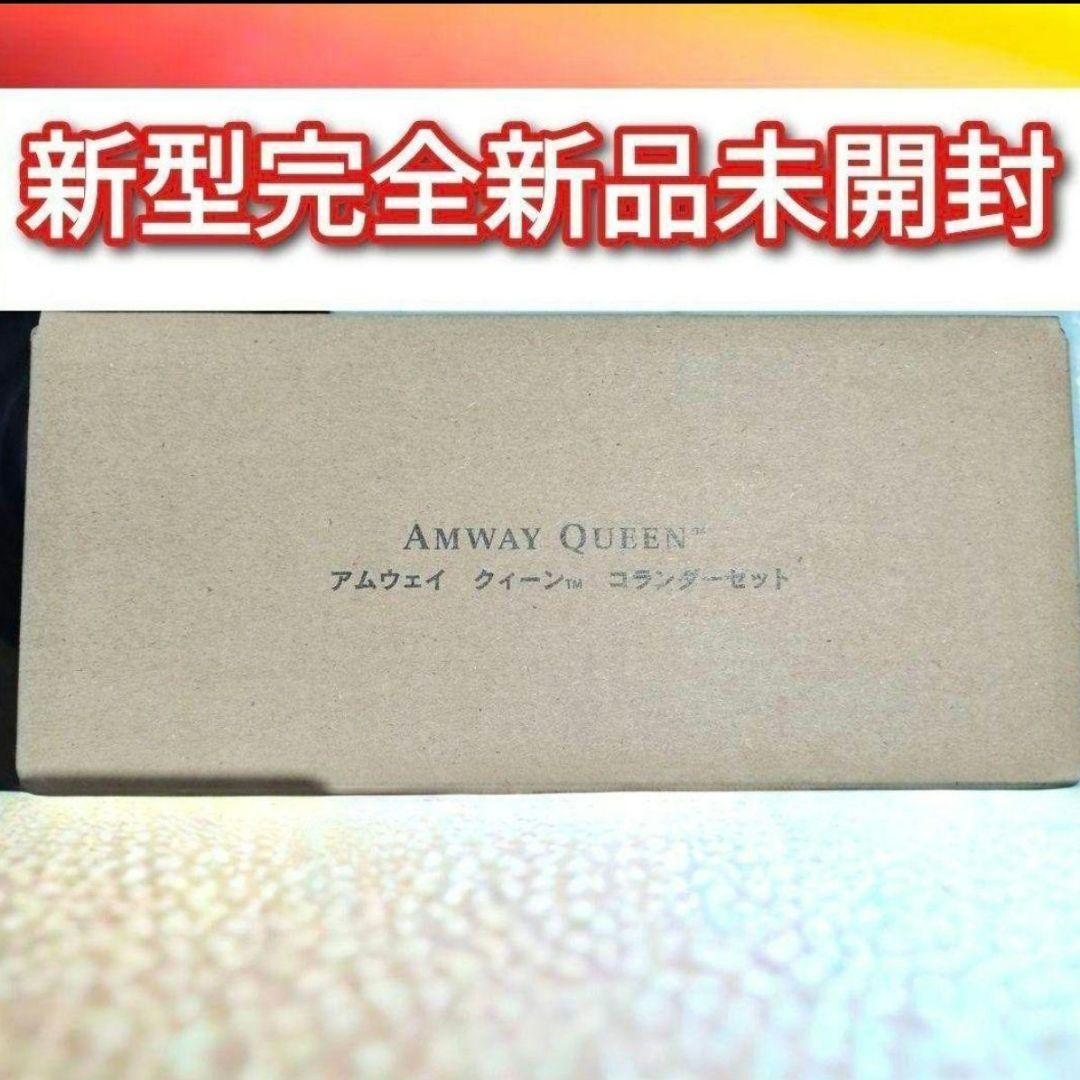 新型完全新品未開封
AMWAY QUEEN™
アムウェイ クィーン™ コランダーセット